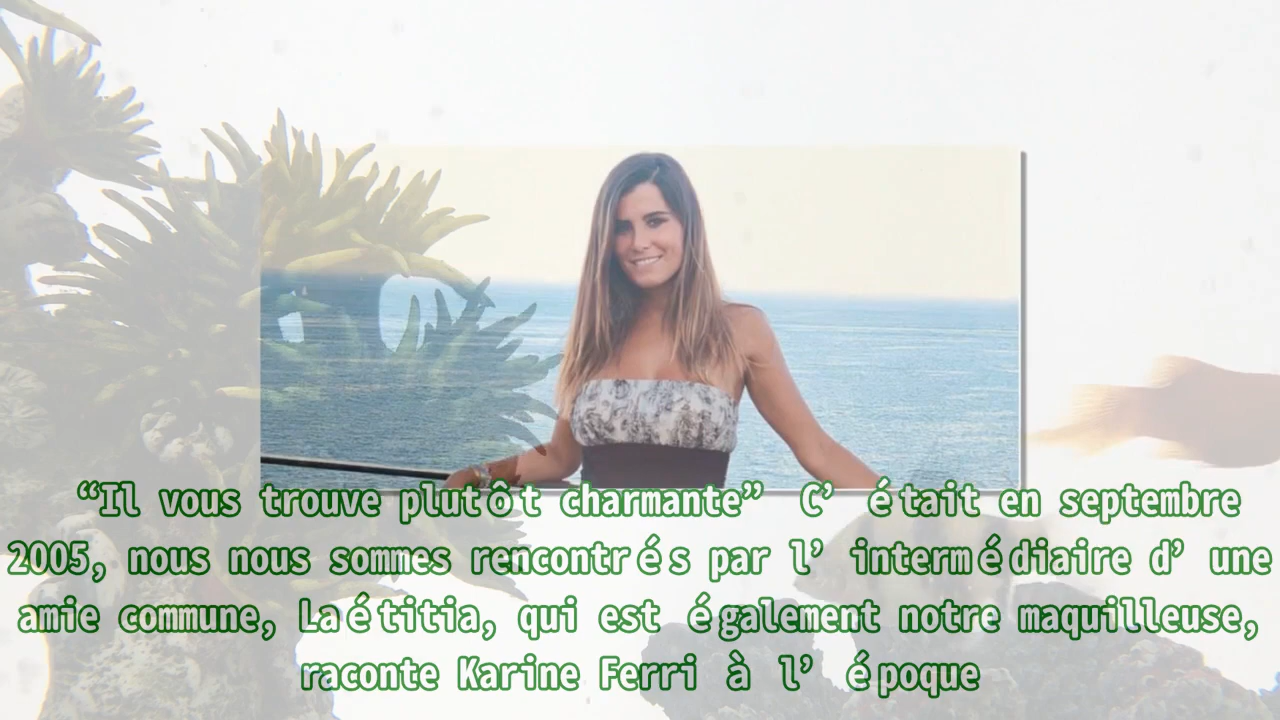 “Il vous trouve plutôt charmante” C’ était en septembre
2005, nous nous sommes rencontrés par l’ intermédiaire d’ une
amie commune, Laétitia, qui est également notre maquilleuse,
raconte Karine Ferri à l’ époque